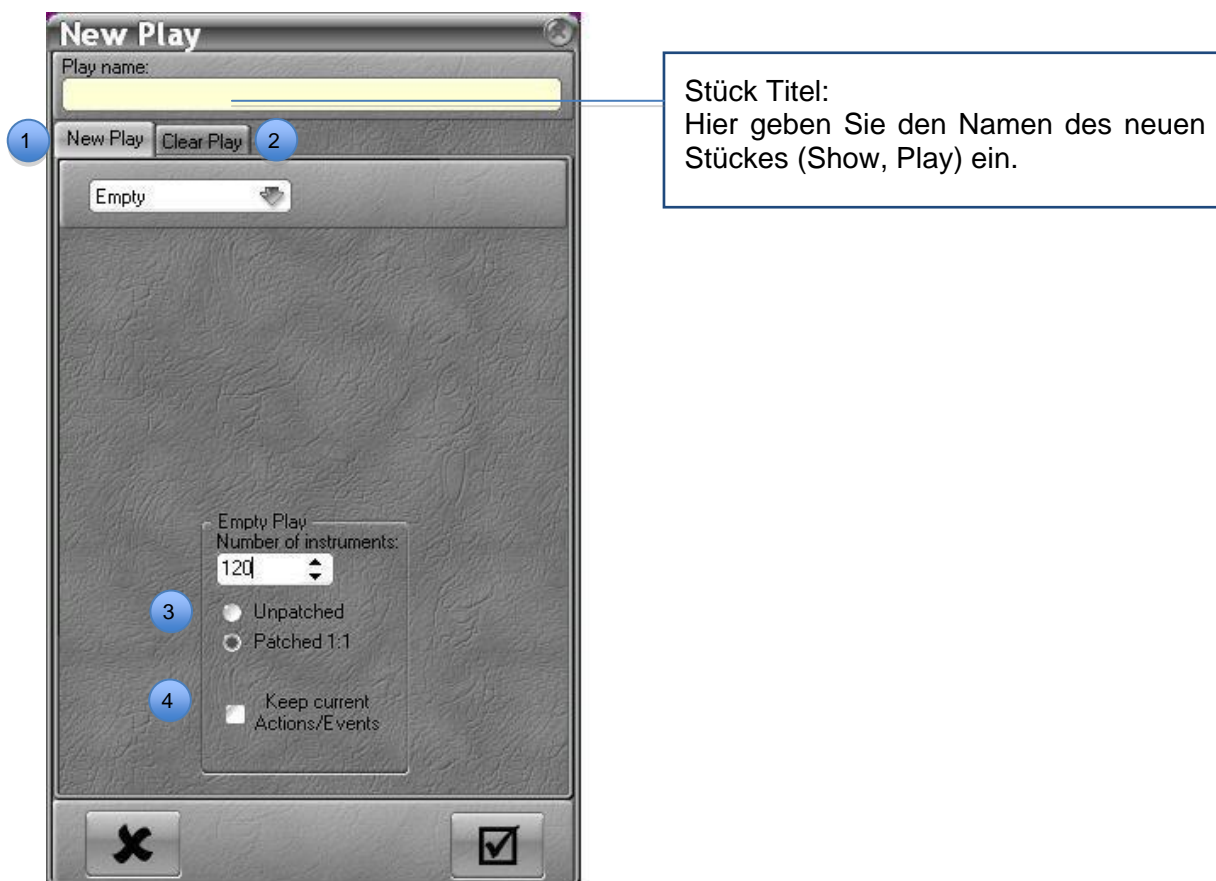 New Play
Play name:
Stück Titel:
Hier geben Sie den Namen des neuen
Stückes (Show, Play) ein.
1
New Play
Clear Play
2
Empty
Empty Play
Number of instruments:
120
3
Unpatched
Patched 1:1
4
Keep current
Actions/Events